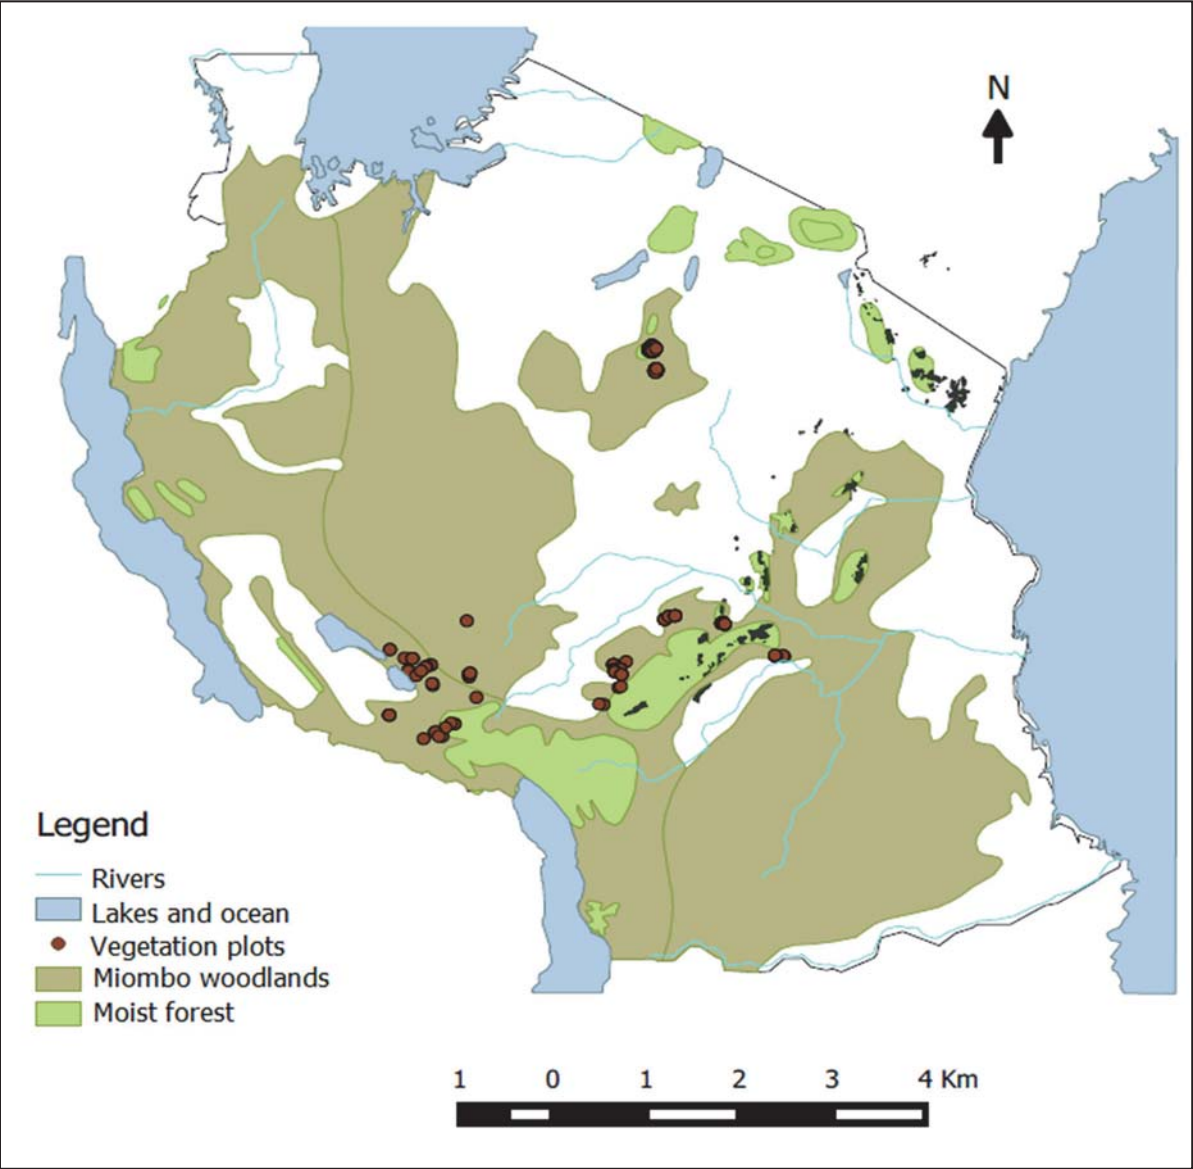 N
Legend
Rivers
Lakes and ocean
Vegetation plots
Miombo woodlands
Moist forest
1 0 1 2 3 4 Km